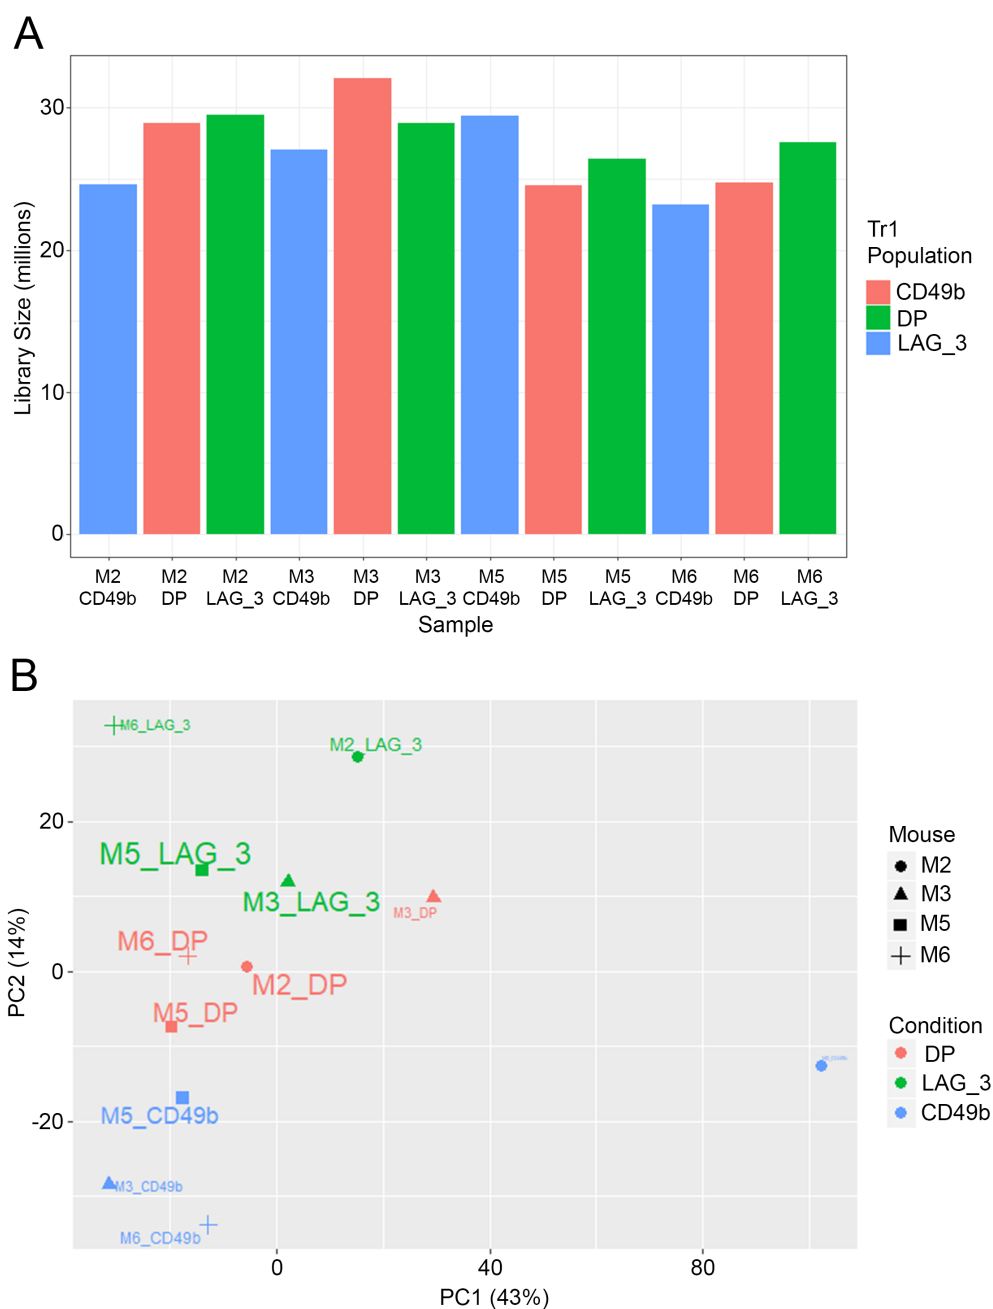 A
30
20
10
0
Library Size (millions)
M2 M2 M2 M3 M3 M3 M5 M5 M5 M6 M6 M6
CD49b DP LAG_3 CD49b DP LAG_3 CD49b DP LAG_3 CD49b DP LAG_3
Sample
Tr1
Population
CD49b
DP
LAG_3
B
M6_LAG_3
M2_LAG_3
M5_LAG_3
M3_LAG_3
M3_DP
M6_DP
M2_DP
M5_DP
M5_CD49b
M3_CD49b
M6_CD49b
20
0
-20
PC2 (14%)
0 40 80
PC1 (43%)
Mouse
M2
M3
M5
M6
Condition
DP
LAG_3
CD49b